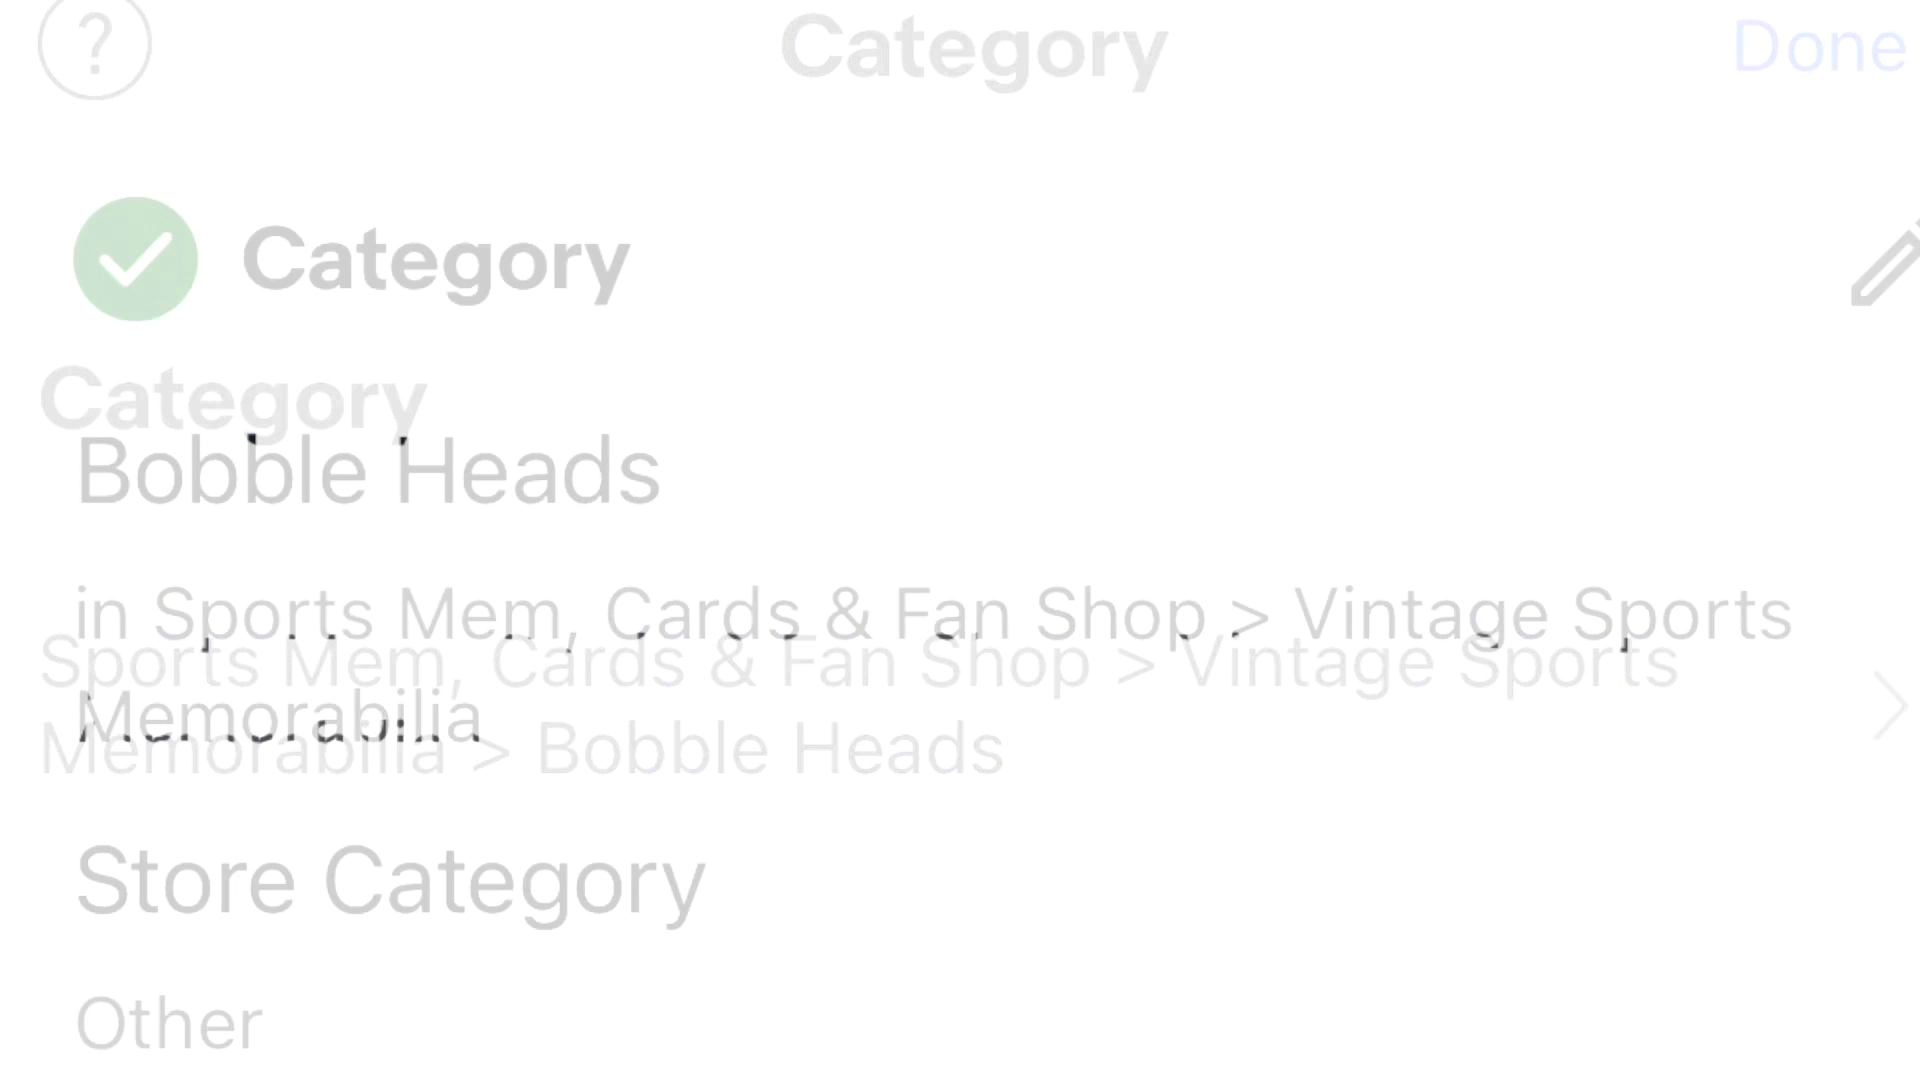 ?
Category
Done
Category
Category
Bobble Heads
in Sports Mem, Cards & Fan Shop > Vintage Sports
Memorabilia
Sports Mem, Cards & Fan Shop > Vintage Sports
Memorabilia > Bobble Heads
Store Category
Other